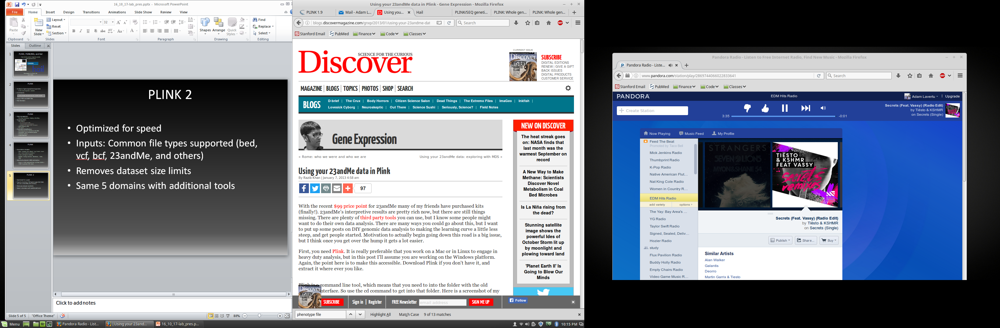 16_10_17-lab_pres.pptx - Microsoft PowerPoint
File Home Insert Design Transitions Animations Slide Show Review View
Paste
New Slide
Layout
Reset
Section
32
Shapes Arrange Quick Styles
Find
Replace
Select
Clipboard Slides Font Paragraph Drawing Editing
Slides Outline
1
PLINK, PLINK/SEQ, and Hail
2
PLINK
3
PLINK
4
PLINK
5
PLINK 2
PLINK 2
• Optimized for speed
• Inputs: Common file types supported (bed,
vcf, bcf, 23andMe, and others)
• Removes dataset size limits
• Same 5 domains with additional tools
Click to add notes
Slide 5 of 5 "Office Theme" 80%
Using your 23andMe data in Plink - Gene Expression - Mozilla Firefox
PLINK 1.9 Mail - Adam L... Using you... Hail PLINK/SEQ geneti... PLINK: Whole gen... PLINK: Whole gen...
blogs.discovermagazine.com/gnxp/2013/01/using-your-23andme-dat Search ABP
Stanford Email PubMed Finance Code Classes
SCIENCE FOR THE CURIOUS
Discover
CURRENT ISSUE
Discover
MYSTERY
OF MAMMOTH
ISLAND
SUBSCRIBE
DIGITAL EDITIONS
RENEW | GIVE A GIFT
BACK ISSUES
DIGITAL PRODUCTS
CUSTOMER SERVICE
MAGAZINE BLOGS TOPICS PHOTOS SHOP SEARCH
BLOGS
D-brief | The Crux | Body Horrors | Citizen Science Salon | Dead Things | The Extremo Files | ImaGeo | Inkfish |
Lovesick Cyborg | Neuroskeptic | Out There | Science Sushi | Seriously, Science? | Field Notes
Gene Expression
« Rome: who we were and who we are
Using your 23andMe data: exploring with MDS »
Using your 23andMe data in Plink
By Razib Khan | January 7, 2013 4:58 am
97
With the recent $99 price point for 23andMe many of my friends have purchased kits
(finally!). 23andMe's interpretive results are pretty rich now, but there are still things
missing. There are plenty of third party tools you can use, but I know some people might
want to do their own data analysis. There are many ways you could go about this, but I want
to put up some posts on DIY genomic data analysis to making the learning curve a little less
steep, and get people started. Motivation to actually begin going down this road is a big issue,
but I think once you get over the hump it gets a lot easier.
First, you need Plink. It is really preferable that you work on a Mac or in Linux to engage in
heavy duty analysis, but in this post I'll assume you are working on the Windows platform.
Again, the point here is to make this accessible. Download Plink if you don't have it, and
extract it where ever you like.
Plink is a command line tool, which means that you need to into the folder with the old
nterface. So use the cd command to get into that folder. Here is a screenshot of my
NEW ON DISCOVER
The heat streak goes
on: NASA finds that
last month was the
warmest September on
record
A New Way to Make
Methane: Scientists
Discover Novel
Metabolism in Coal
Bed Microbes
Is La Niña rising from
the dead?
Stunning satellite
image shows the
powerful Ides of
October Storm lit up
by moonlight and
plowing toward land
'Planet Earth II' Is
Going to Blow Our
Minds
Discover
MYSTERY
OF MAMMOTH
ISLAND
SUBSCRIBE Sign in | Register FREE Newsletter email address SIGN ME UP Follow
phenotype file Highlight All Match Case 9 of 13 matches
Menu Pandora Radio - List... | Using your 23and... 16_10_17-lab_pres.p... 10:15 PM
Pandora Radio - Listen to Free Internet Radio, Find New Music - Mozilla Firefox
Pandora Radio - Liste...
www.pandora.com/station/play/2869744066022833641 Search ABP
Stanford Email PubMed Finance Code Classes
PANDORA EDM Hits Radio Adam Lavertu | Upgrade
Create Station
3:35 -0:01
Secrets (Feat. Vassy) (Radio Edit)
by Tiësto & KSHMR
on Secrets (Single)
Now Playing Music Feed My Profile
Feed The Beat
Promoted by Taco Bell
Mick Jenkins Radio
Thumbprint Radio
K-Pop Radio
Native American Flut...
Nat King Cole Radio
Women in Country R...
EDM Hits Radio
add variety options
The Yay: Bay Area's ...
YG Radio
Taylor Swift Radio
Signed, Sealed, Deliv...
Hozier Radio
study
Flux Pavilion Radio
Buddy Holly Radio
Empty Chairs Radio
Video Game Music R...
STRANGERS
SEVEN LIONS
WITH
MYON & SHANE 54
TIËSTO
& KSHMR
FEAT VASSY
Secrets
remixes
MUSICAL
FREEDOM
RECORDS
Secrets (Feat. Vassy) (Radio Edit)
by Tiësto & KSHMR
on Secrets (Single)
Publish Share... Buy
Similar Artists
Alan Walker
Galantis
Deorro
Martin Garrix & Tiesto